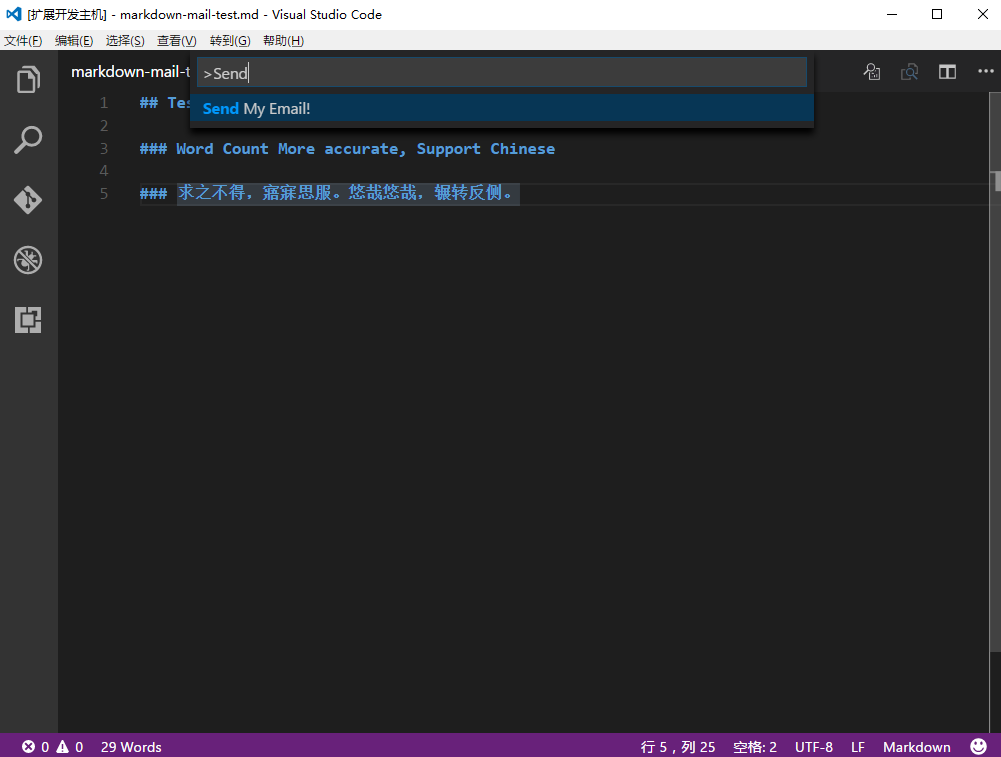 [扩展开发主机] - markdown-mail-test.md - Visual Studio Code
文件(F) 编辑(E) 选择(S) 查看(V) 转到(G) 帮助(H)
markdown-mail-t
>Send
Send My Email!
1 ## Tes
2
3 ### Word Count More accurate, Support Chinese
4
5 ### 求之不得，寤寐思服。悠哉悠哉，辗转反侧。
0 0 29 Words 行 5，列 25 空格: 2 UTF-8 LF Markdown